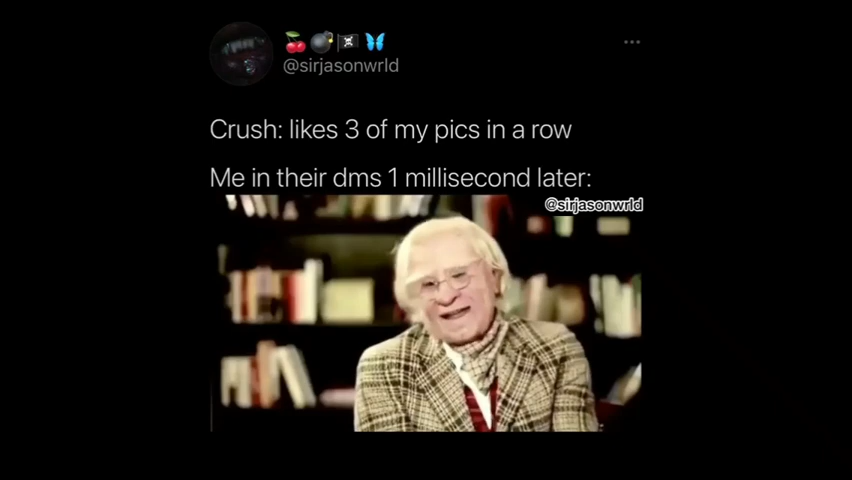 @sirjasonwrld
Crush: likes 3 of my pics in a row
Me in their dms 1 millisecond later:
@sirjasonwrld